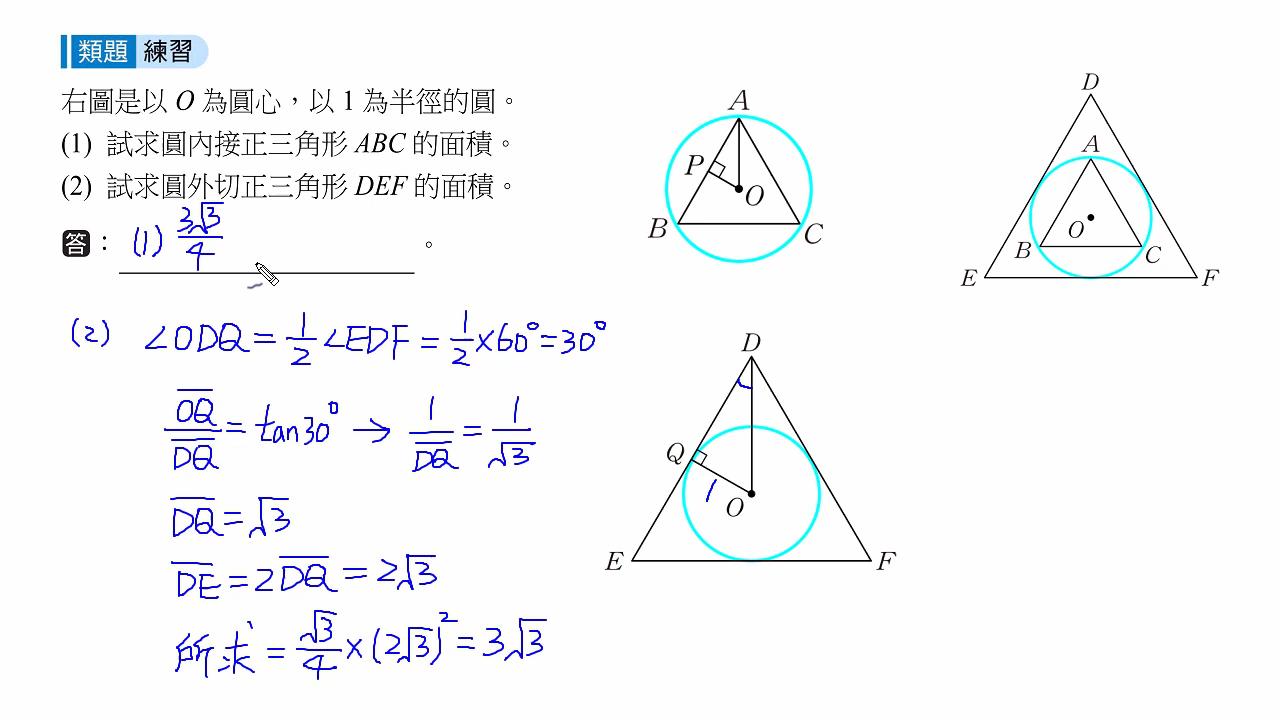 類題 練習
右圖是以 O 為圓心，以 1 為半徑的圓。
(1) 試求圓內接正三角形 ABC 的面積。
(2) 試求圓外切正三角形 DEF 的面積。
答： (1) 3√3/4 。
(2) ∠ODQ = 1/2 ∠EDF = 1/2 × 60° = 30°
OQ/DQ = tan30° → 1/DQ = 1/√3
DQ = √3
DE = 2DQ = 2√3
所求 = √3/4 × (2√3)² = 3√3
A
P
O
B
C
D
A
O
B
C
E
F
D
Q
1
O
E
F